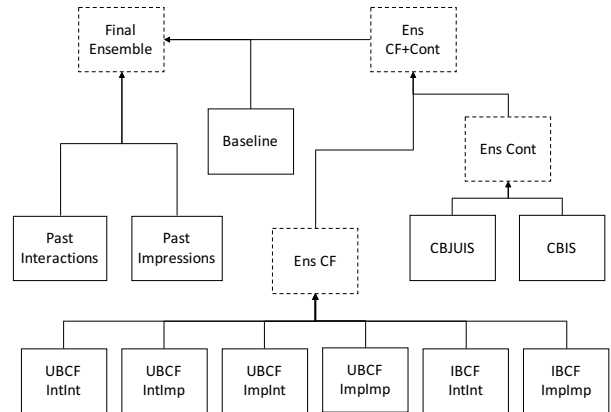 Final
Ensemble
Ens
CF+Cont
Baseline
Ens Cont
Past
Interactions
Past
Impressions
Ens CF
CBJUIS
CBIS
UBCF
IntInt
UBCF
IntImp
UBCF
ImpInt
UBCF
ImpImp
IBCF
IntInt
IBCF
ImpImp